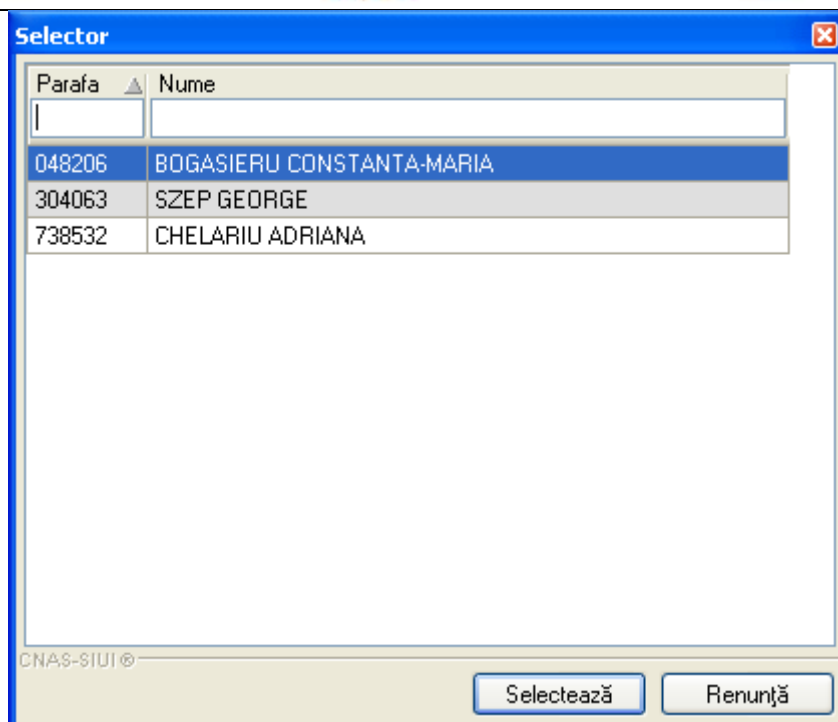 Selector
Parafa Nume
048206 BOGASIERU CONSTANTA-MARIA
304063 SZEP GEORGE
738532 CHELARIU ADRIANA
CNAS-SIUI ®
Selectează Renunţă